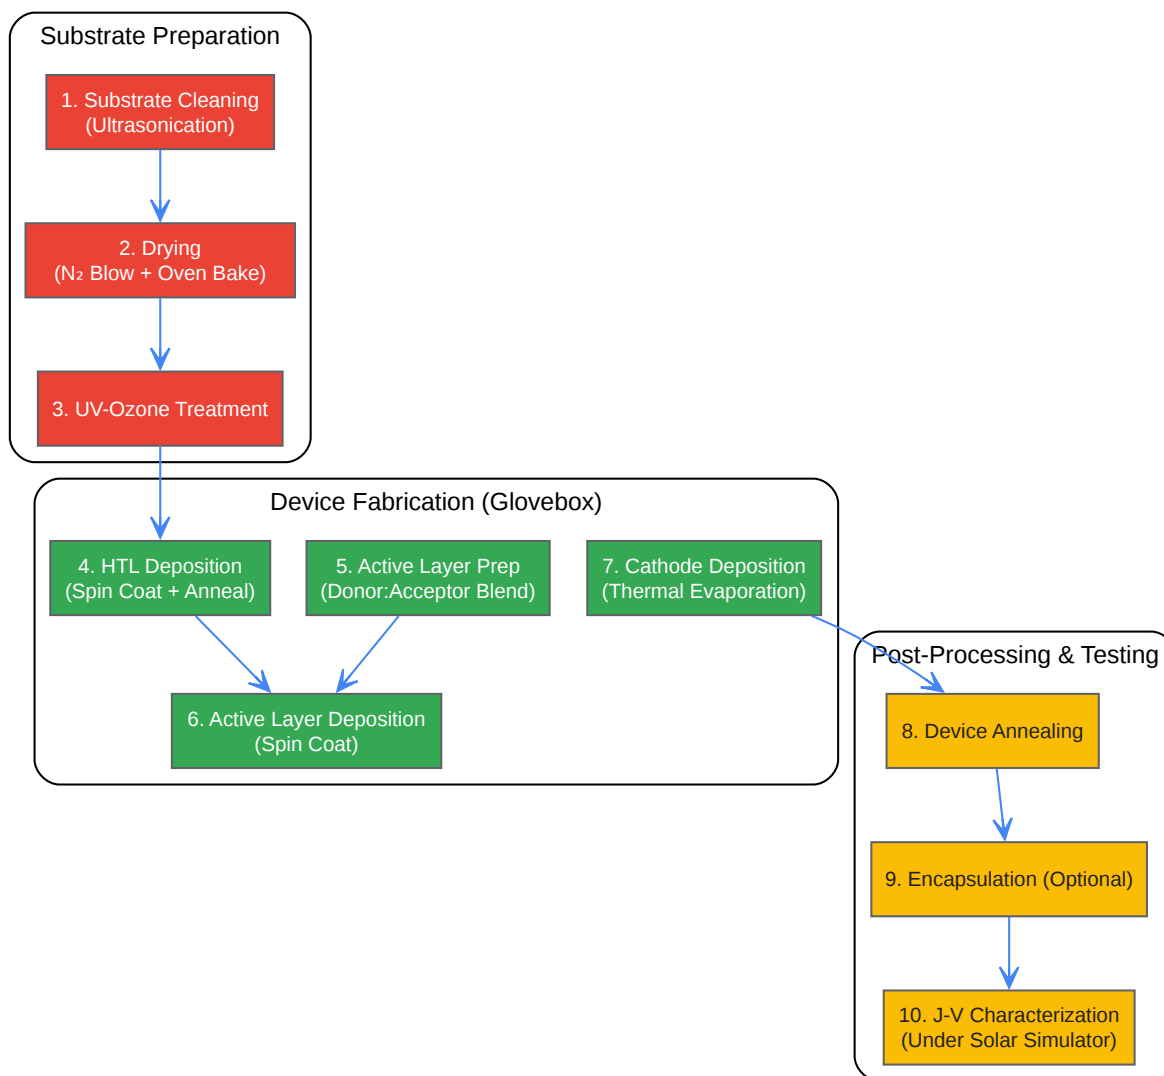 Substrate Preparation
1. Substrate Cleaning
(Ultrasonication)
2. Drying
(N₂ Blow + Oven Bake)
3. UV-Ozone Treatment
Device Fabrication (Glovebox)
4. HTL Deposition
(Spin Coat + Anneal)
5. Active Layer Prep
(Donor:Acceptor Blend)
7. Cathode Deposition
(Thermal Evaporation)
6. Active Layer Deposition
(Spin Coat)
Post-Processing & Testing
8. Device Annealing
9. Encapsulation (Optional)
10. J-V Characterization
(Under Solar Simulator)